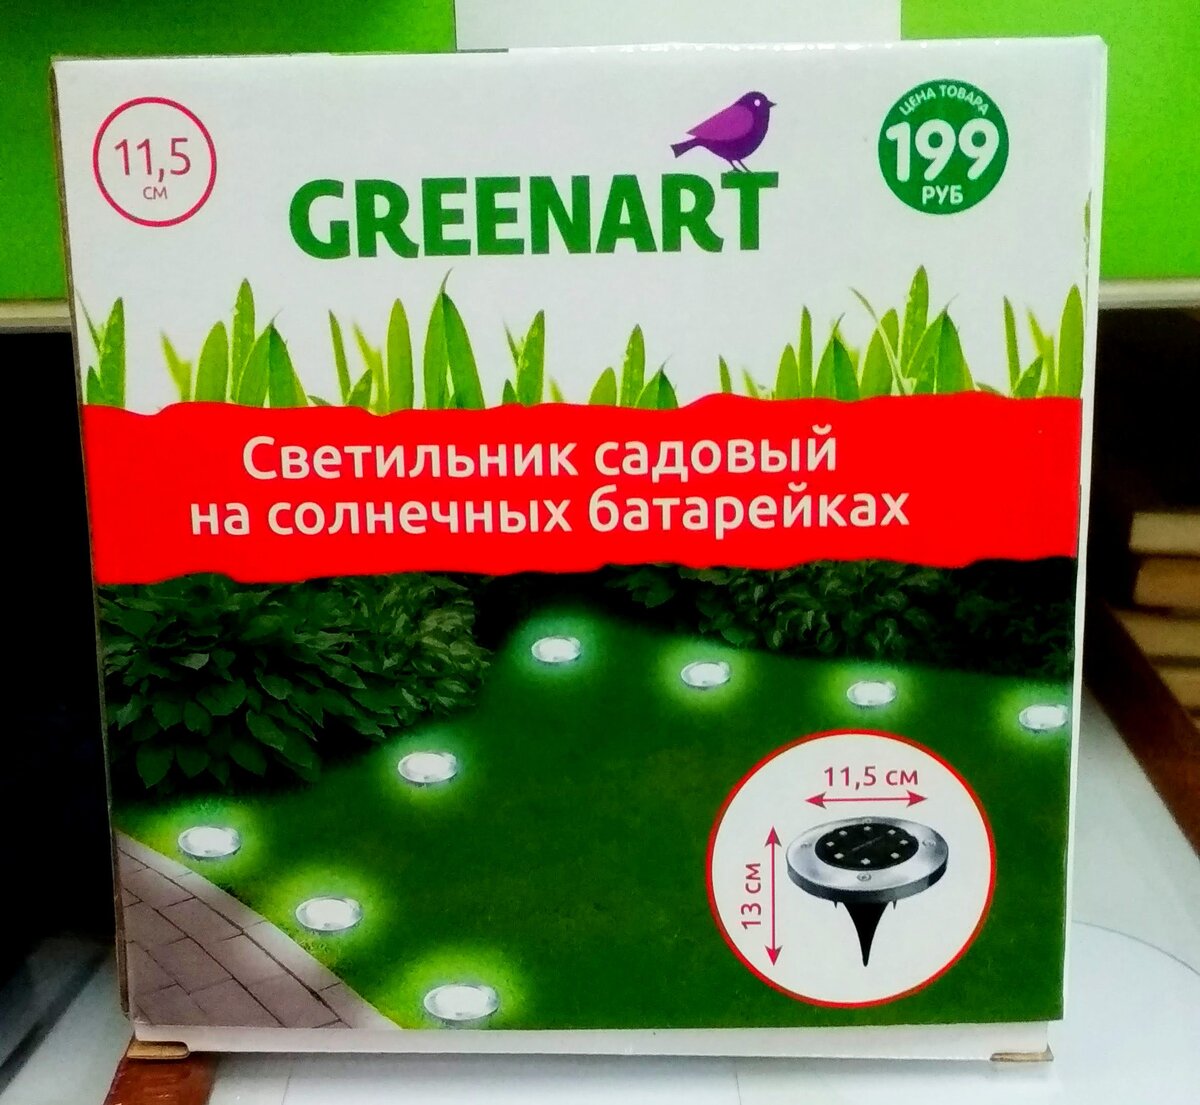 11,5
см
GREENART
ЦЕНА ТОВАРА
199
РУБ
Светильник садовый
на солнечных батарейках
11,5 см
13 см